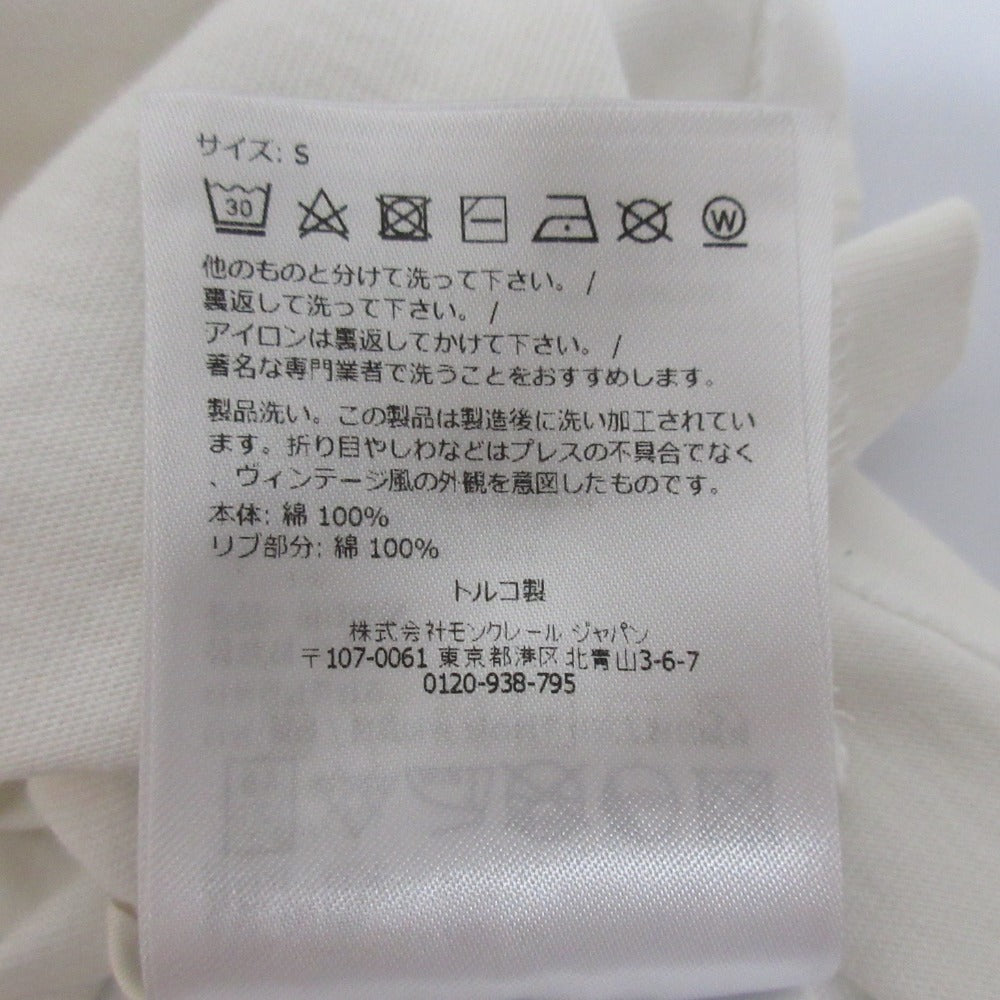 サイズ: S
30
W
他のものと分けて洗って下さい。/
裏返して洗って下さい。/
アイロンは裏返してかけて下さい。/
著名な専門業者で洗うことをおすすめします。
製品洗い。この製品は製造後に洗い加工されてい
ます。折り目やしわなどはプレスの不具合でなく
、ヴィンテージ風の外観を意図したものです。
本体: 綿 100%
リブ部分: 綿 100%
トルコ製
株式会社モンクレール ジャパン
〒107-0061 東京都港区北青山3-6-7
0120-938-795